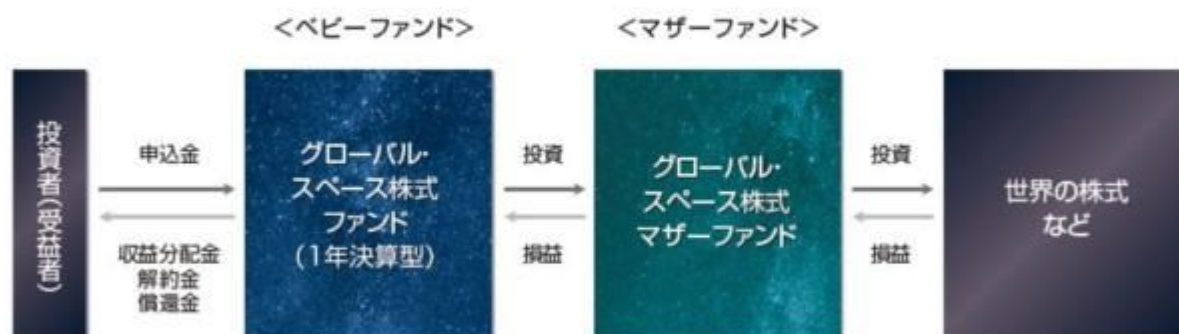 ＜ベビーファンド＞
＜マザーファンド＞
投資者(受益者)
申込金
収益分配金
解約金
償還金
グローバル・
スペース株式
ファンド
(1年決算型)
投資
損益
グローバル・
スペース株式
マザーファンド
投資
損益
世界の株式
など